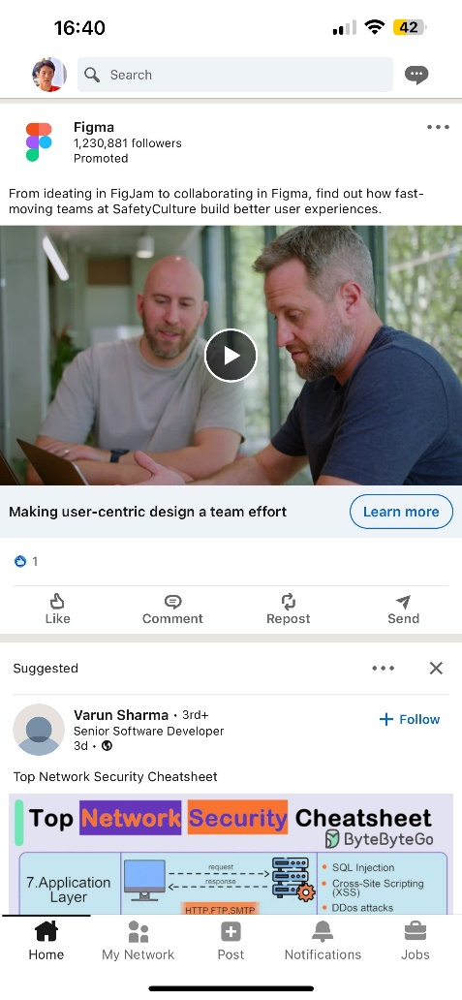 16:40
42
Search
Figma
1,230,881 followers
Promoted
From ideating in FigJam to collaborating in Figma, find out how fast-
moving teams at SafetyCulture build better user experiences.
Making user-centric design a team effort
Learn more
1
Like
Comment
Repost
Send
Suggested
Varun Sharma • 3rd+
+ Follow
Senior Software Developer
3d •
Top Network Security Cheatsheet
Top Network Security Cheatsheet
ByteByteGo
7.Application
Layer
request
response
HTTP,FTP,SMTP
• SQL Injection
• Cross-Site Scripting
(XSS)
• DDos attacks
Home
My Network
Post
Notifications
Jobs